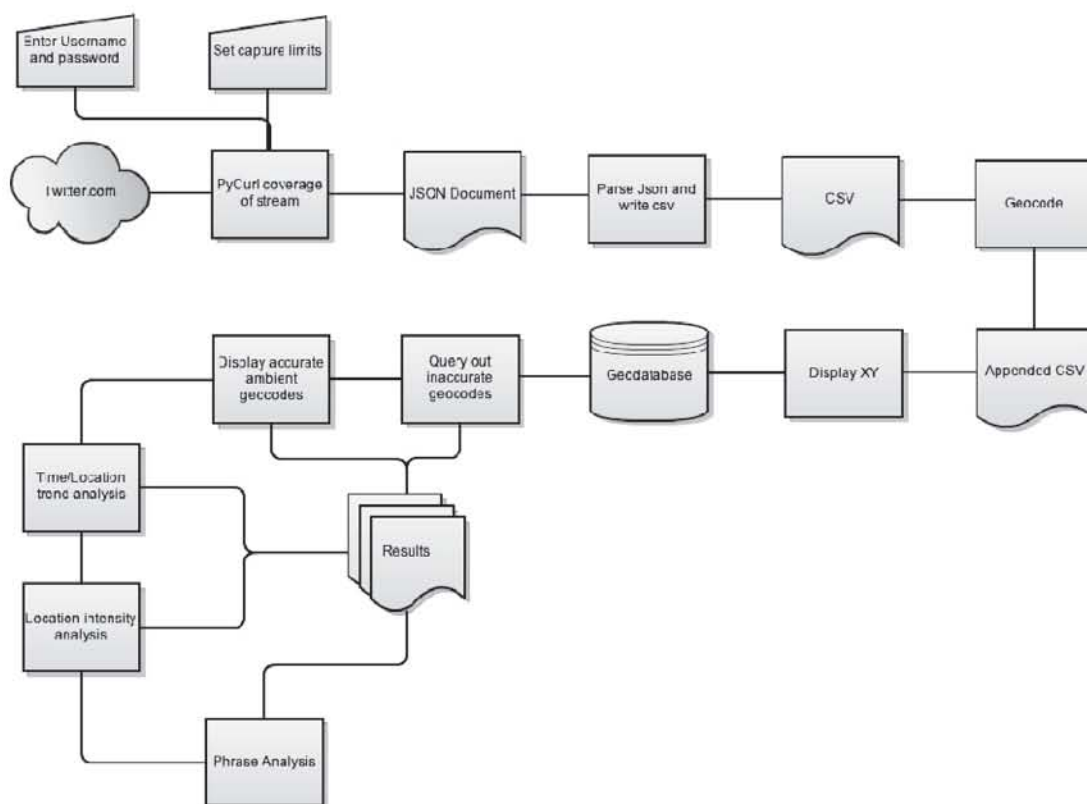 Enter Username
and password
Set capture limits
Twitter.com
PyCurl coverage
of stream
JSON Document
Parse Json and
write csv
CSV
Geocode
Display accurate
ambient
geocodes
Query out
inaccurate
geocodes
Geodatabase
Display XY
Appended CSV
Time/Location
trend analysis
Results
Location intensity
analysis
Phrase Analysis